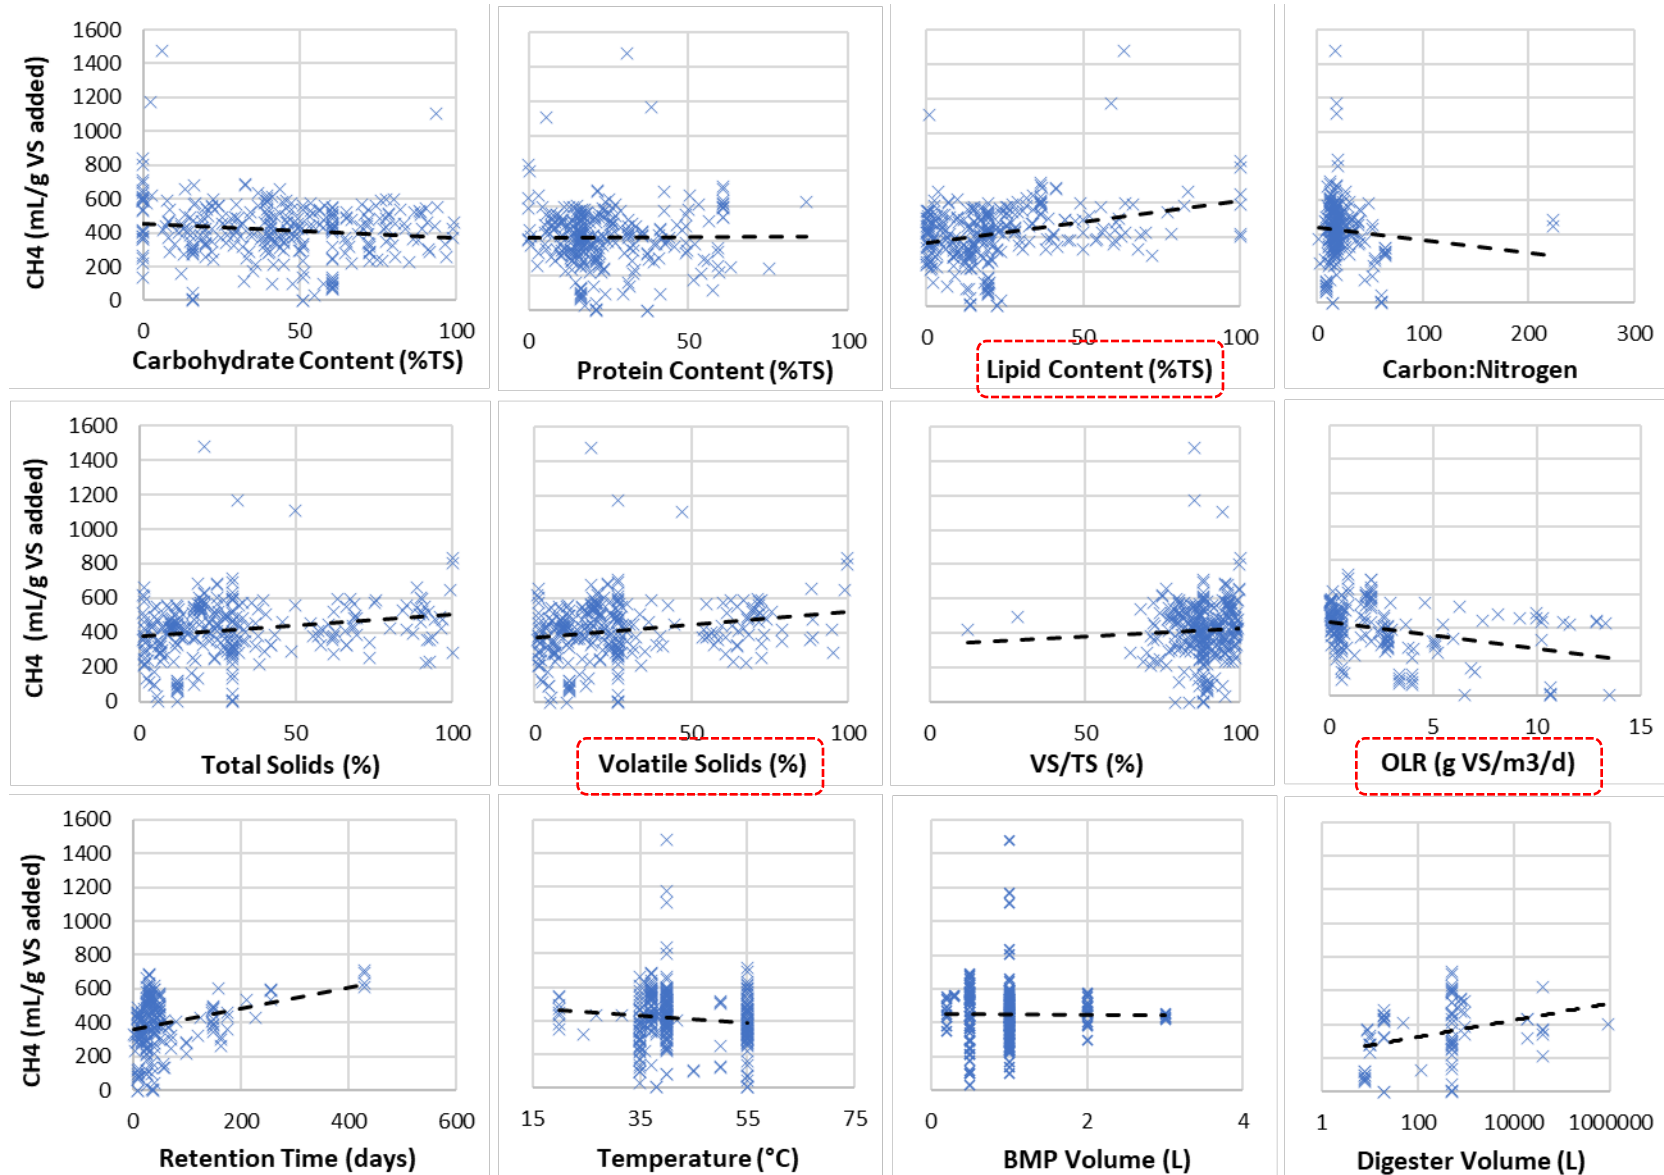 1600
1400
1200
1000
800
600
400
200
0
CH4 (mL/g VS added)
0 50 100
Carbohydrate Content (%TS)
0 50 100
Protein Content (%TS)
0 50 100
Lipid Content (%TS)
0 100 200 300
Carbon:Nitrogen
1600
1400
1200
1000
800
600
400
200
0
CH4 (mL/g VS added)
0 50 100
Total Solids (%)
0 50 100
Volatile Solids (%)
0 50 100
VS/TS (%)
0 5 10 15
OLR (g VS/m3/d)
1600
1400
1200
1000
800
600
400
200
0
CH4 (mL/g VS added)
0 200 400 600
Retention Time (days)
15 35 55 75
Temperature (°C)
0 2 4
BMP Volume (L)
1 100 10000 1000000
Digester Volume (L)